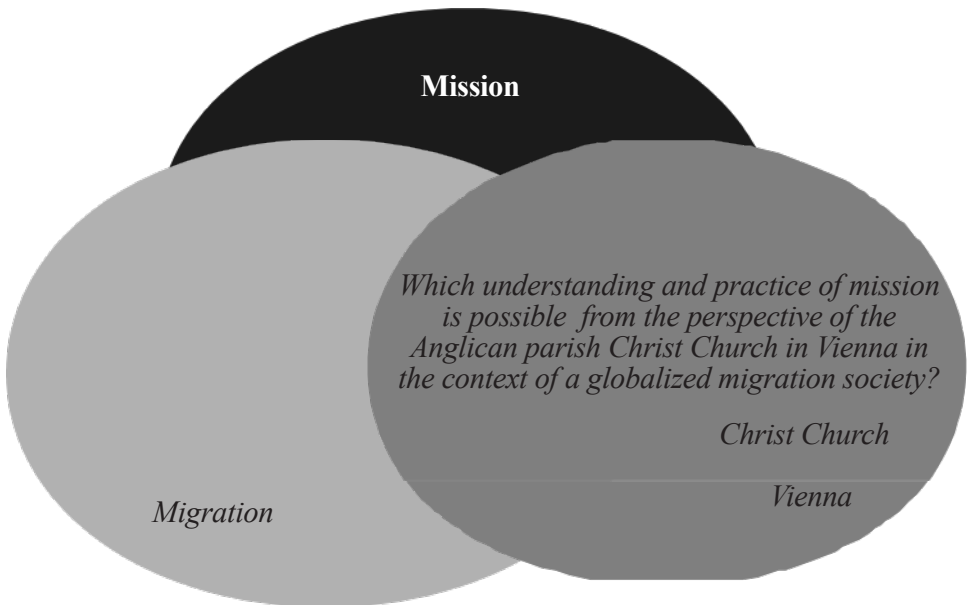 Mission
Which understanding and practice of mission
is possible from the perspective of the
Anglican parish Christ Church in Vienna in
the context of a globalized migration society?
Christ Church
Vienna
Migration